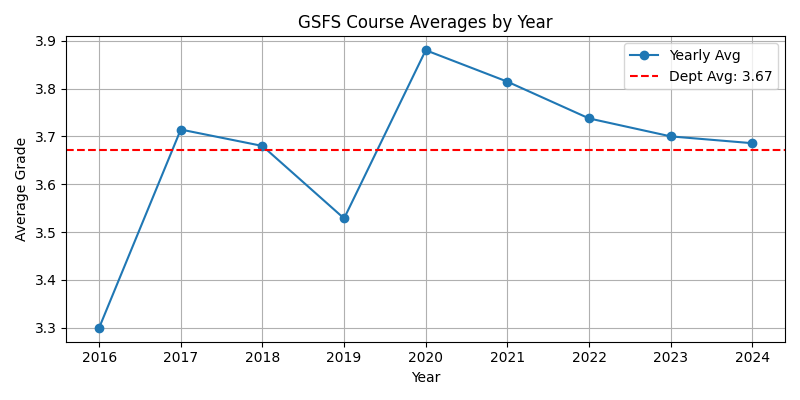 GSFS Course Averages by Year
Yearly Avg
Dept Avg: 3.67
Average Grade
3.9
3.8
3.7
3.6
3.5
3.4
3.3
2016 2017 2018 2019 2020 2021 2022 2023 2024
Year